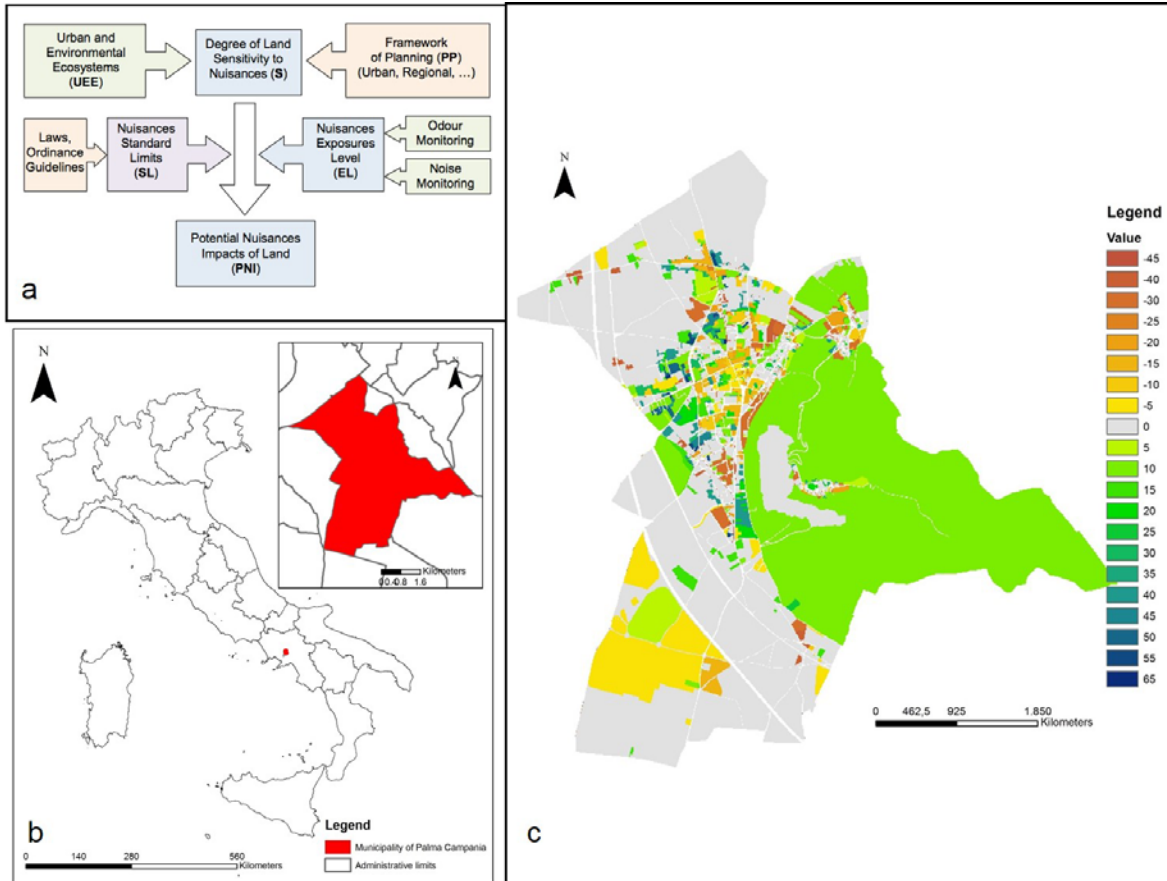 Urban and
Environmental
Ecosystems
(UEE)
Degree of Land
Sensitivity to
Nuisances (S)
Framework
of Planning (PP)
(Urban, Regional, ...)
Laws,
Ordinance
Guidelines
Nuisances
Standard
Limits
(SL)
Nuisances
Exposures
Level
(EL)
Odour
Monitoring
Noise
Monitoring
Potential Nuisances
Impacts of Land
(PNI)
a
N
N
Kilometers
1.6
Legend
Municipality of Palma Campania
Administrative limits
0 140 280 560
Kilometers
b
N
Legend
Value
-45
-40
-30
-25
-20
-15
-10
-5
0
5
10
15
20
25
30
35
40
45
50
55
65
0 462,5 925 1.850
Kilometers
c